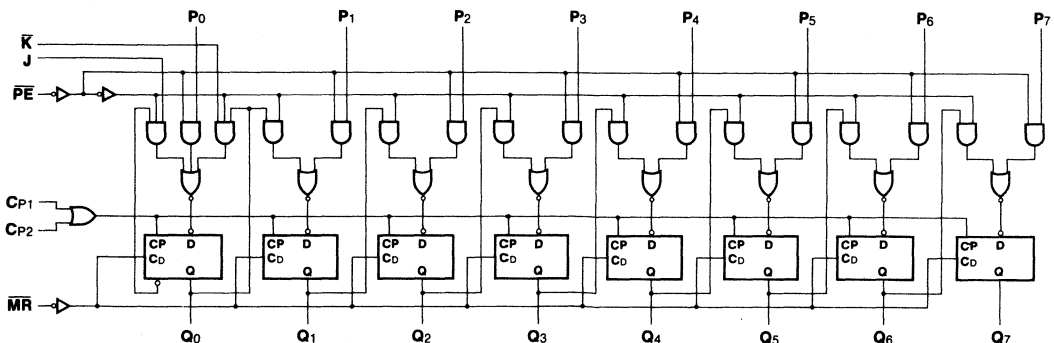 P0 P1 P2 P3 P4 P5 P6 P7
K̅
J
P̅E̅
CP1
CP2
CP D CP D CP D CP D CP D CP D CP D CP D
CD CD CD CD CD CD CD CD
Q Q Q Q Q Q Q Q
M̅R̅
Q0 Q1 Q2 Q3 Q4 Q5 Q6 Q7